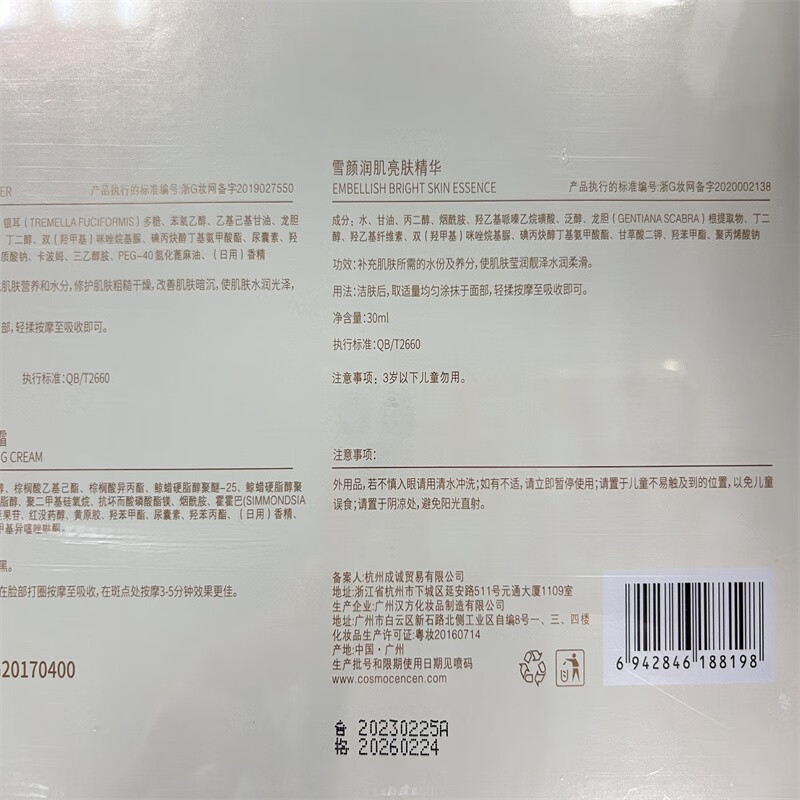 ER
产品执行的标准编号:浙G妆网备字2019027550
银耳(TREMELLA FUCIFORMIS)多糖、苯氧乙醇、乙基己基甘油、龙胆
丁二醇、双(羟甲基)咪唑烷基脲、碘丙炔醇丁基氨甲酸酯、尿囊素、羟
质酸钠、卡波姆、三乙醇胺、PEG-40氢化蓖麻油、(日用)香精
肌肤营养和水分,修护肌肤粗糙干燥,改善肌肤暗沉,使肌肤水润光泽,
部,轻揉按摩至吸收即可。
执行标准:QB/T2660
霜
G CREAM
棕榈酸乙基己酯、棕榈酸异丙酯、鲸蜡硬脂醇聚醚-25、鲸蜡硬脂醇聚
脂醇、聚二甲基硅氧烷、抗坏血酸磷酸酯镁、烟酰胺、霍霍巴(SIMMONDSIA
果苷、红没药醇、黄原胶、羟苯甲酯、尿囊素、羟苯丙酯、(日用)香精、
甲基异噻唑啉酮。
黑。
在脸部打圈按摩至吸收,在斑点处按摩3-5分钟效果更佳。
20170400
雪颜润肌亮肤精华
EMBELLISH BRIGHT SKIN ESSENCE
产品执行的标准编号:浙G妆网备字2020002138
成分:水、甘油、丙二醇、烟酰胺、羟乙基哌嗪乙烷磺酸、泛醇、龙胆(GENTIANA SCABRA)根提取物、丁二
醇、羟乙基纤维素、双(羟甲基)咪唑烷基脲、碘丙炔醇丁基氨甲酸酯、甘草酸二钾、羟苯甲酯、聚丙烯酸钠
功效:补充肌肤所需的水份及养分,使肌肤莹润靓泽水润柔滑。
用法:洁肤后,取适量均匀涂抹于面部,轻揉按摩至吸收即可。
净含量:30ml
执行标准:QB/T2660
注意事项:3岁以下儿童勿用。
注意事项:
外用品,若不慎入眼请用清水冲洗;如有不适,请立即暂停使用;请置于儿童不易触及到的位置,以免儿童
误食;请置于阴凉处,避免阳光直射。
备案人:杭州成诚贸易有限公司
地址:浙江省杭州市下城区延安路511号元通大厦1109室
生产企业:广州汉方化妆品制造有限公司
地址:广州市白云区新石路北侧工业区自编8号一、三、四楼
化妆品生产许可证:粤妆20160714
产地:中国·广州
生产批号和限期使用日期见喷码
www.cosmocencen.com
6 942846 188198
合 20230225A
格 20260224